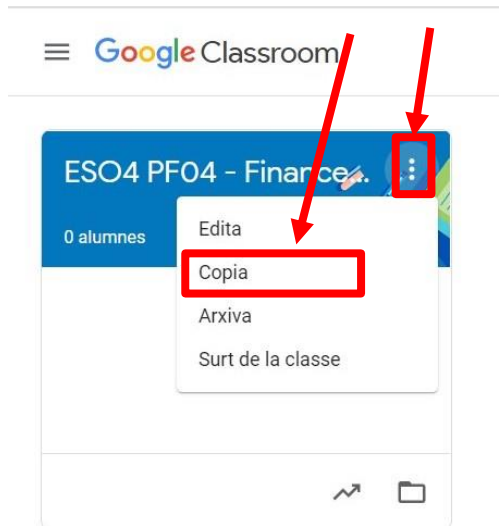 Google Classroom
ESO4 PF04 - Finance...
0 alumnes
Edita
Copia
Arxiva
Surt de la classe